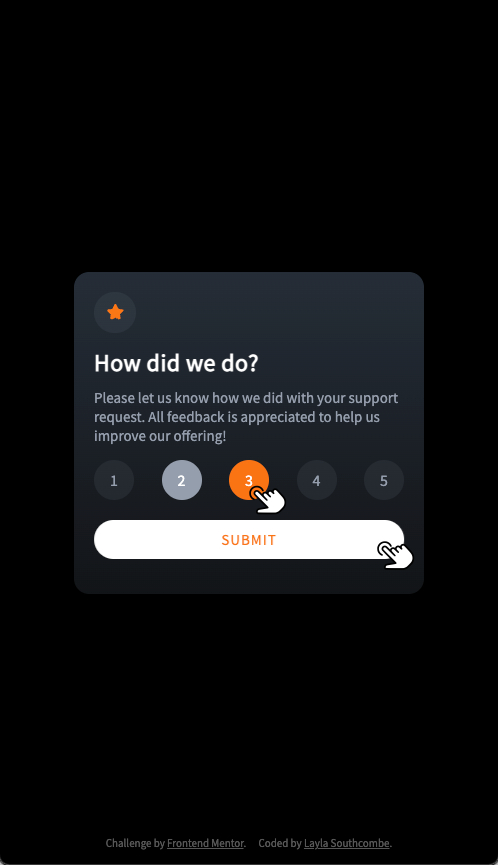 How did we do?
Please let us know how we did with your support
request. All feedback is appreciated to help us
improve our offering!
1 2 3 4 5
SUBMIT
Challenge by Frontend Mentor. Coded by Layla Southcombe.